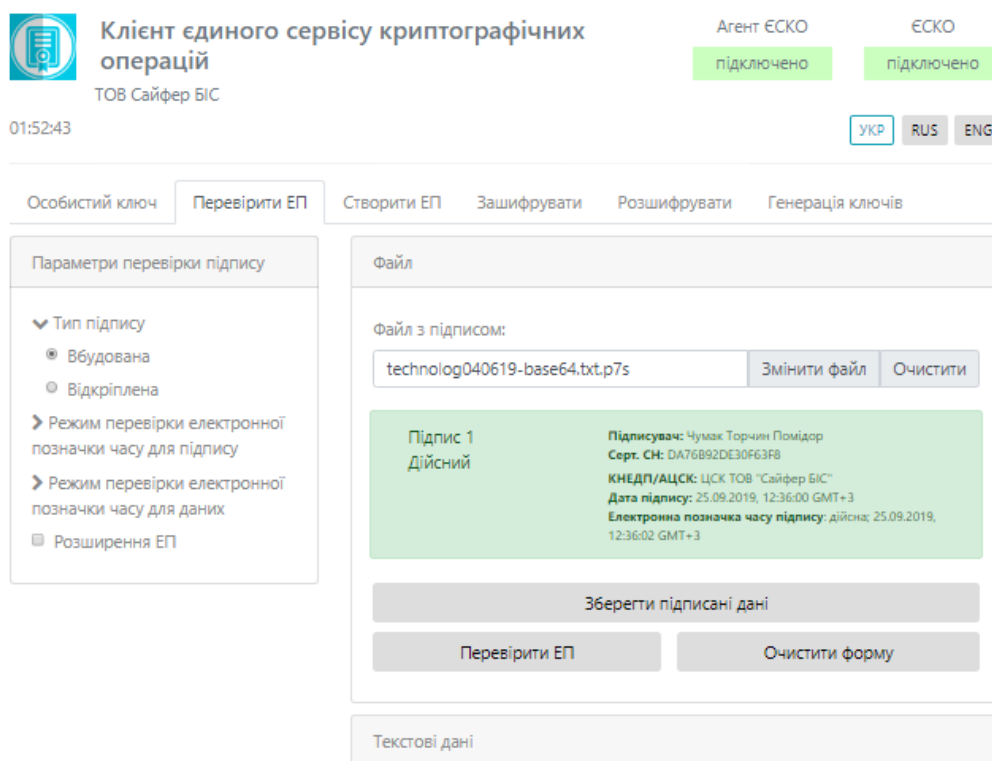 Клієнт єдиного сервісу криптографічних
операцій
ТОВ Сайфер БІС
Агент ЄСКО
ЄСКО
підключено
підключено
01:52:43
УКР
RUS
ENG
Особистий ключ
Перевірити ЕП
Створити ЕП
Зашифрувати
Розшифрувати
Генерація ключів
Параметри перевірки підпису
Тип підпису
Вбудована
Відкріплена
Режим перевірки електронної
позначки часу для підпису
Режим перевірки електронної
позначки часу для даних
Розширення ЕП
Файл
Файл з підписом:
technolog040619-base64.txt.p7s
Змінити файл
Очистити
Підпис 1
Дійсний
Підписувач: Чумак Торчин Помідор
Серт. СН: DA76B92DE30F63F8
КНЕДП/АЦСК: ЦСК ТОВ "Сайфер БІС"
Дата підпису: 25.09.2019, 12:36:00 GMT+3
Електронна позначка часу підпису: дійсна; 25.09.2019,
12:36:02 GMT+3
Зберегти підписані дані
Перевірити ЕП
Очистити форму
Текстові дані